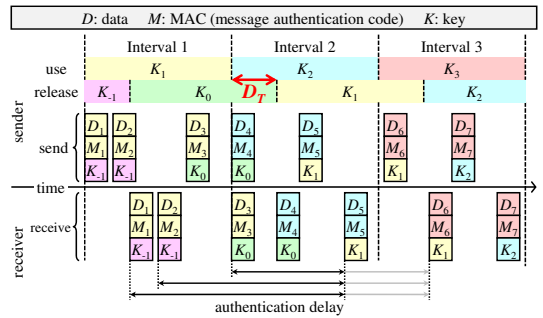 D: data   M: MAC (message authentication code)   K: key
Interval 1   Interval 2   Interval 3
use   K₁   K₂   K₃
release   K₋₁   K₀   D_T   K₁   K₂
sender
send
D₁ D₂ D₃ D₄ D₅ D₆ D₇
M₁ M₂ M₃ M₄ M₅ M₆ M₇
K₋₁ K₋₁ K₀ K₀ K₁ K₁ K₂
time
receiver
receive
D₁ D₂ D₃ D₄ D₅ D₆ D₇
M₁ M₂ M₃ M₄ M₅ M₆ M₇
K₋₁ K₋₁ K₀ K₀ K₁ K₁ K₂
authentication delay